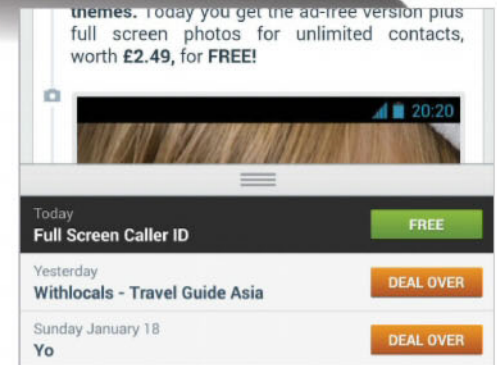 themes. Today you get the ad-free version plus
full screen photos for unlimited contacts,
worth £2.49, for FREE!
20:20
Today
Full Screen Caller ID
FREE
Yesterday
Withlocals - Travel Guide Asia
DEAL OVER
Sunday January 18
Yo
DEAL OVER